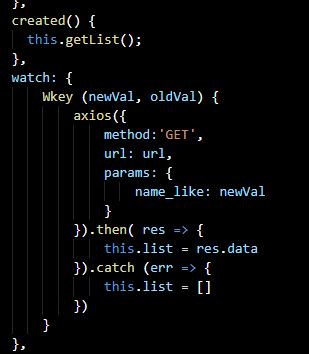 },
created() {
  this.getList();
},
watch: {
    Wkey (newVal, oldVal) {
        axios({
            method:'GET',
            url: url,
            params: {
                name_like: newVal
            }
        }).then( res => {
            this.list = res.data
        }).catch (err => {
            this.list = []
        })
    }
},